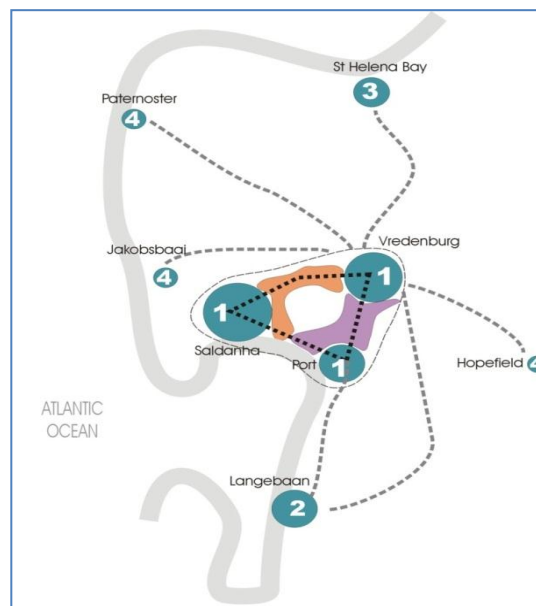 St Helena Bay
3
Paternoster
4
Vredenburg
1
Jakobsbaai
4
1
Saldanha
Port
1
Hopefield
4
ATLANTIC
OCEAN
Langebaan
2